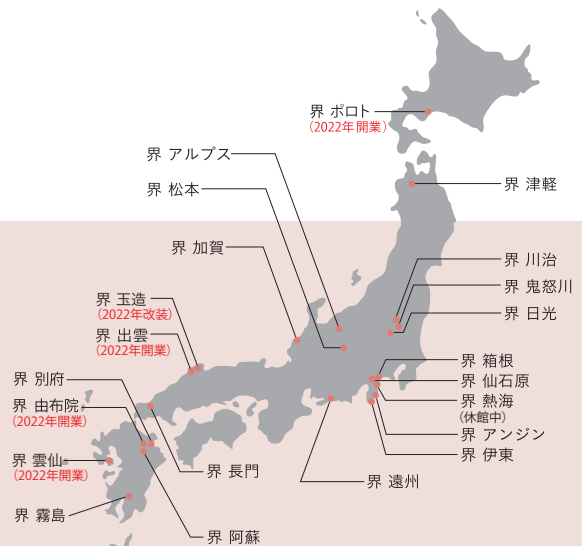 界 ポロト
（2022年開業）
界 アルプス
界 松本
界 津軽
界 加賀
界 川治
界 鬼怒川
界 日光
界 玉造
（2022年改装）
界 出雲
（2022年開業）
界 別府
界 由布院
（2022年開業）
界 雲仙
（2022年開業）
界 霧島
界 箱根
界 仙石原
界 熱海
（休館中）
界 アンジン
界 伊東
界 長門
界 遠州
界 阿蘇